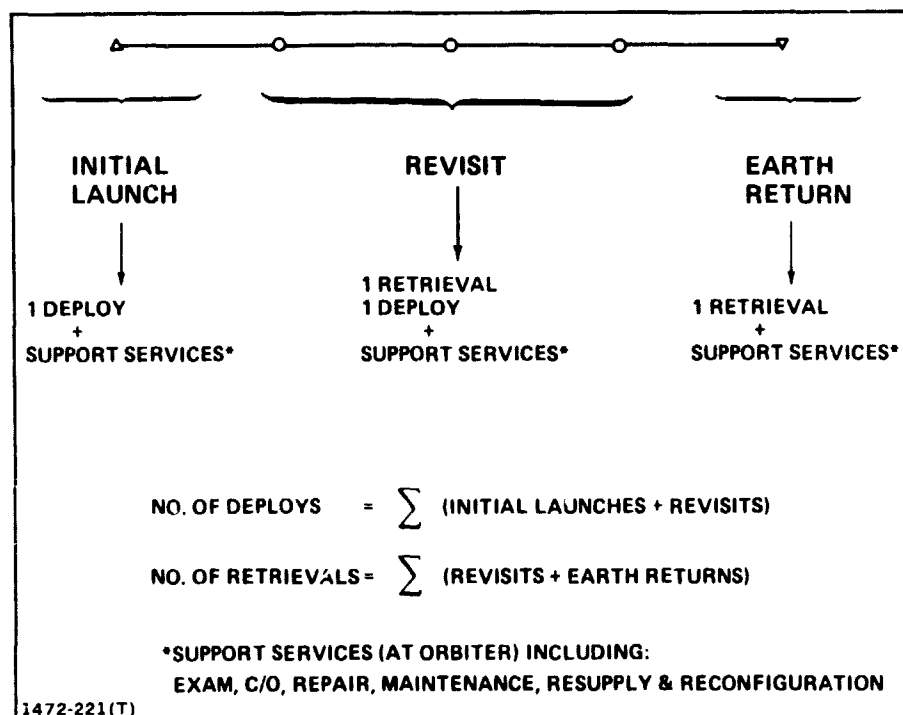 INITIAL LAUNCH
REVISIT
EARTH RETURN
1 DEPLOY
+
SUPPORT SERVICES*
1 RETRIEVAL
1 DEPLOY
+
SUPPORT SERVICES*
1 RETRIEVAL
+
SUPPORT SERVICES*
NO. OF DEPLOYS = ∑ (INITIAL LAUNCHES + REVISITS)
NO. OF RETRIEVALS = ∑ (REVISITS + EARTH RETURNS)
*SUPPORT SERVICES (AT ORBITER) INCLUDING:
EXAM, C/O, REPAIR, MAINTENANCE, RESUPPLY & RECONFIGURATION
1472-221(T)